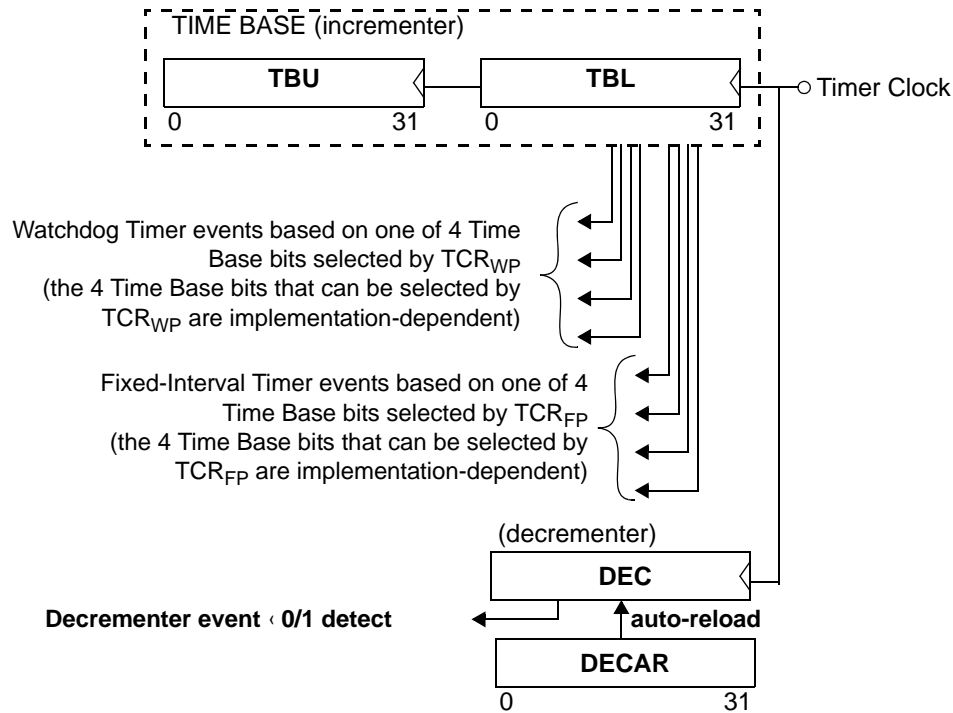 TIME BASE (incrementer)
TBU TBL
Timer Clock
0 31 0 31
Watchdog Timer events based on one of 4 Time
Base bits selected by TCRWP
(the 4 Time Base bits that can be selected by
TCRWP are implementation-dependent)
Fixed-Interval Timer events based on one of 4
Time Base bits selected by TCRFP
(the 4 Time Base bits that can be selected by
TCRFP are implementation-dependent)
(decrementer)
DEC
Decrementer event ‹ 0/1 detect
auto-reload
DECAR
0 31